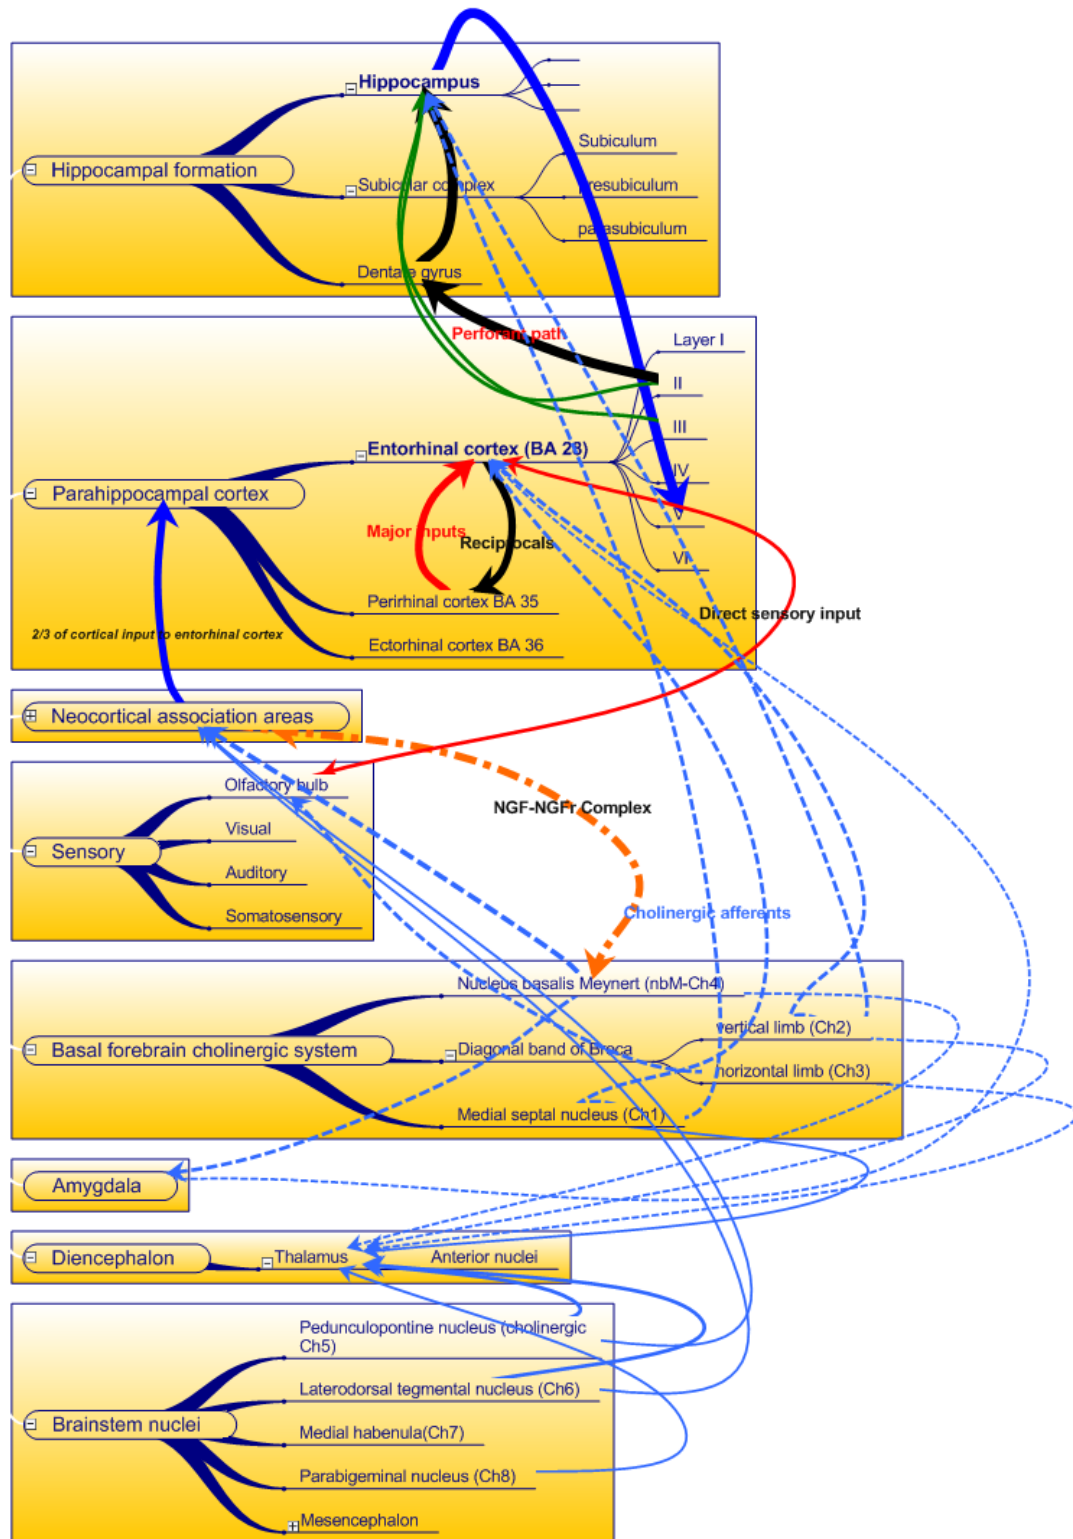 Hippocampus
Hippocampal formation
Subiculum
Subicular complex
presubiculum
parasubiculum
Dentate gyrus
Perforant path
Layer I
II
III
Entorhinal cortex (BA 28)
IV
Parahippocampal cortex
V
Major inputs
Reciprocals
VI
Perirhinal cortex BA 35
Direct sensory input
2/3 of cortical input to entorhinal cortex
Ectorhinal cortex BA 36
Neocortical association areas
Olfactory bulb
NGF-NGFr Complex
Visual
Sensory
Auditory
Cholinergic afferents
Somatosensory
Nucleus basalis Meynert (nbM-Ch4)
vertical limb (Ch2)
Basal forebrain cholinergic system
Diagonal band of Broca
horizontal limb (Ch3)
Medial septal nucleus (Ch1)
Amygdala
Diencephalon
Thalamus
Anterior nuclei
Pedunculopontine nucleus (cholinergic
Ch5)
Laterodorsal tegmental nucleus (Ch6)
Brainstem nuclei
Medial habenula(Ch7)
Parabigeminal nucleus (Ch8)
Mesencephalon